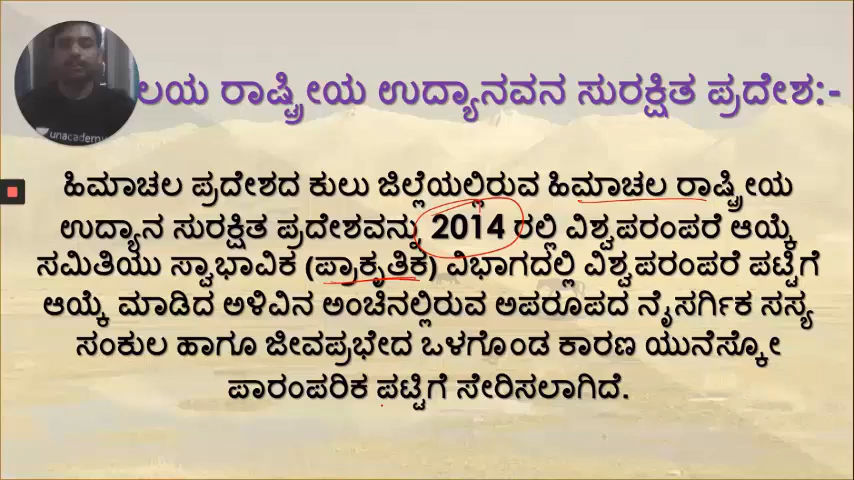 ಲಯ ರಾಷ್ಟ್ರೀಯ ಉದ್ಯಾನವನ ಸುರಕ್ಷಿತ ಪ್ರದೇಶ:-
unacademy
ಹಿಮಾಚಲ ಪ್ರದೇಶದ ಕುಲು ಜಿಲ್ಲೆಯಲ್ಲಿರುವ ಹಿಮಾಚಲ ರಾಷ್ಟ್ರೀಯ
ಉದ್ಯಾನ ಸುರಕ್ಷಿತ ಪ್ರದೇಶವನ್ನು 2014 ರಲ್ಲಿ ವಿಶ್ವಪರಂಪರೆ ಆಯ್ಕೆ
ಸಮಿತಿಯು ಸ್ವಾಭಾವಿಕ (ಪ್ರಾಕೃತಿಕ) ವಿಭಾಗದಲ್ಲಿ ವಿಶ್ವಪರಂಪರೆ ಪಟ್ಟಿಗೆ
ಆಯ್ಕೆ ಮಾಡಿದ ಅಳಿವಿನ ಅಂಚಿನಲ್ಲಿರುವ ಅಪರೂಪದ ನೈಸರ್ಗಿಕ ಸಸ್ಯ
ಸಂಕುಲ ಹಾಗೂ ಜೀವಪ್ರಭೇದ ಒಳಗೊಂಡ ಕಾರಣ ಯುನೆಸ್ಕೋ
ಪಾರಂಪರಿಕ ಪಟ್ಟಿಗೆ ಸೇರಿಸಲಾಗಿದೆ.